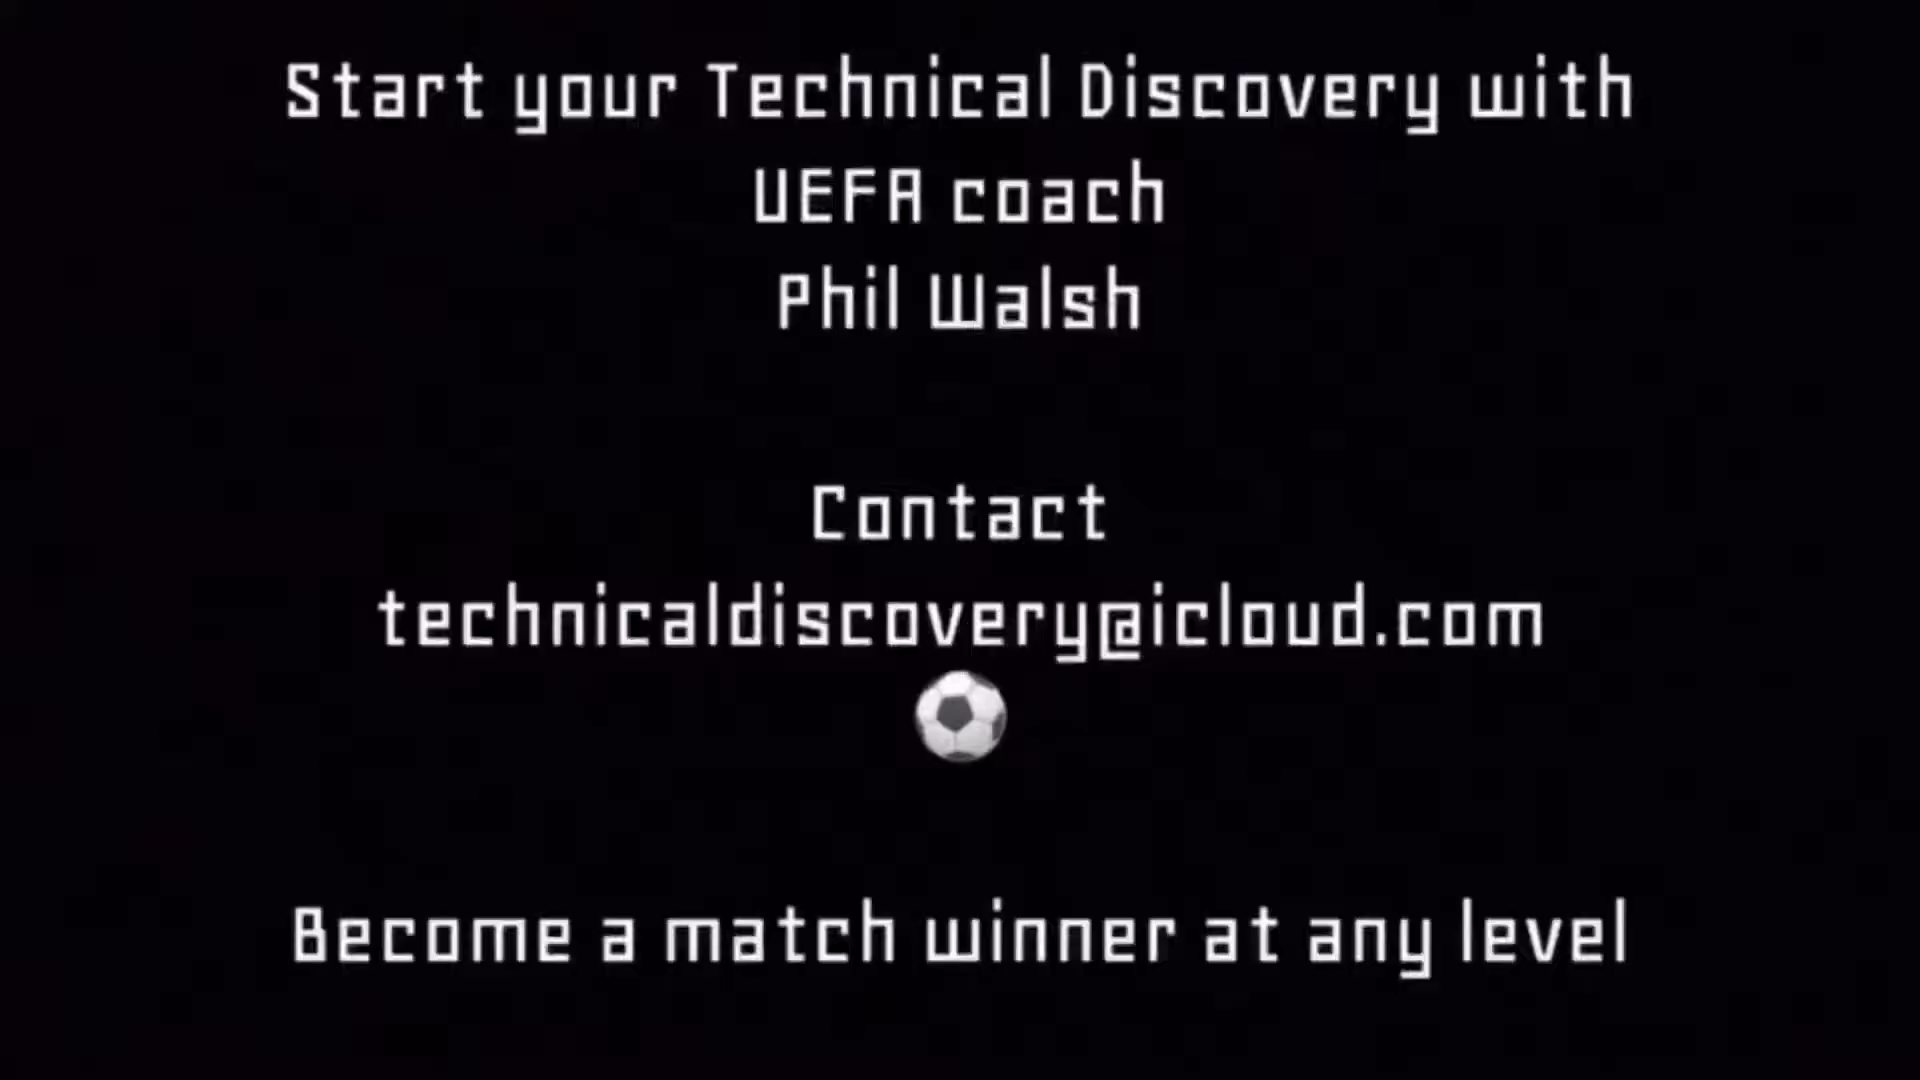 Start your Technical Discovery with
UEFA coach
Phil Walsh
Contact
technicaldiscovery@icloud.com
Become a match winner at any level